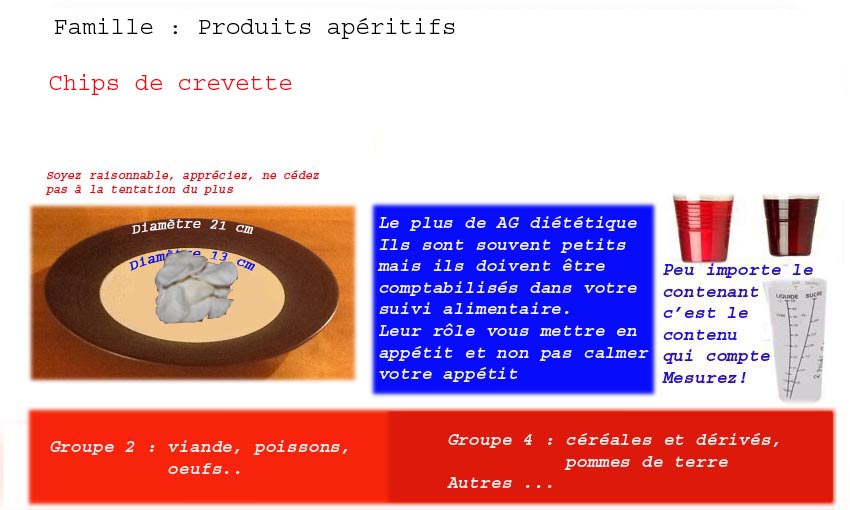 Famille : Produits apéritifs
Chips de crevette
Soyez raisonnable, appréciez, ne cédez
pas à la tentation du plus
Diamètre 21 cm
Diamètre 13 cm
Le plus de AG diététique
Ils sont souvent petits
mais ils doivent être
comptabilisés dans votre
suivi alimentaire.
Leur rôle vous mettre en
appétit et non pas calmer
votre appétit
Peu importe le
contenant
c’est le
contenu
qui compte
Mesurez!
LIQUIDE SUCRE
Groupe 2 : viande, poissons,
oeufs..
Groupe 4 : céréales et dérivés,
pommes de terre
Autres ...